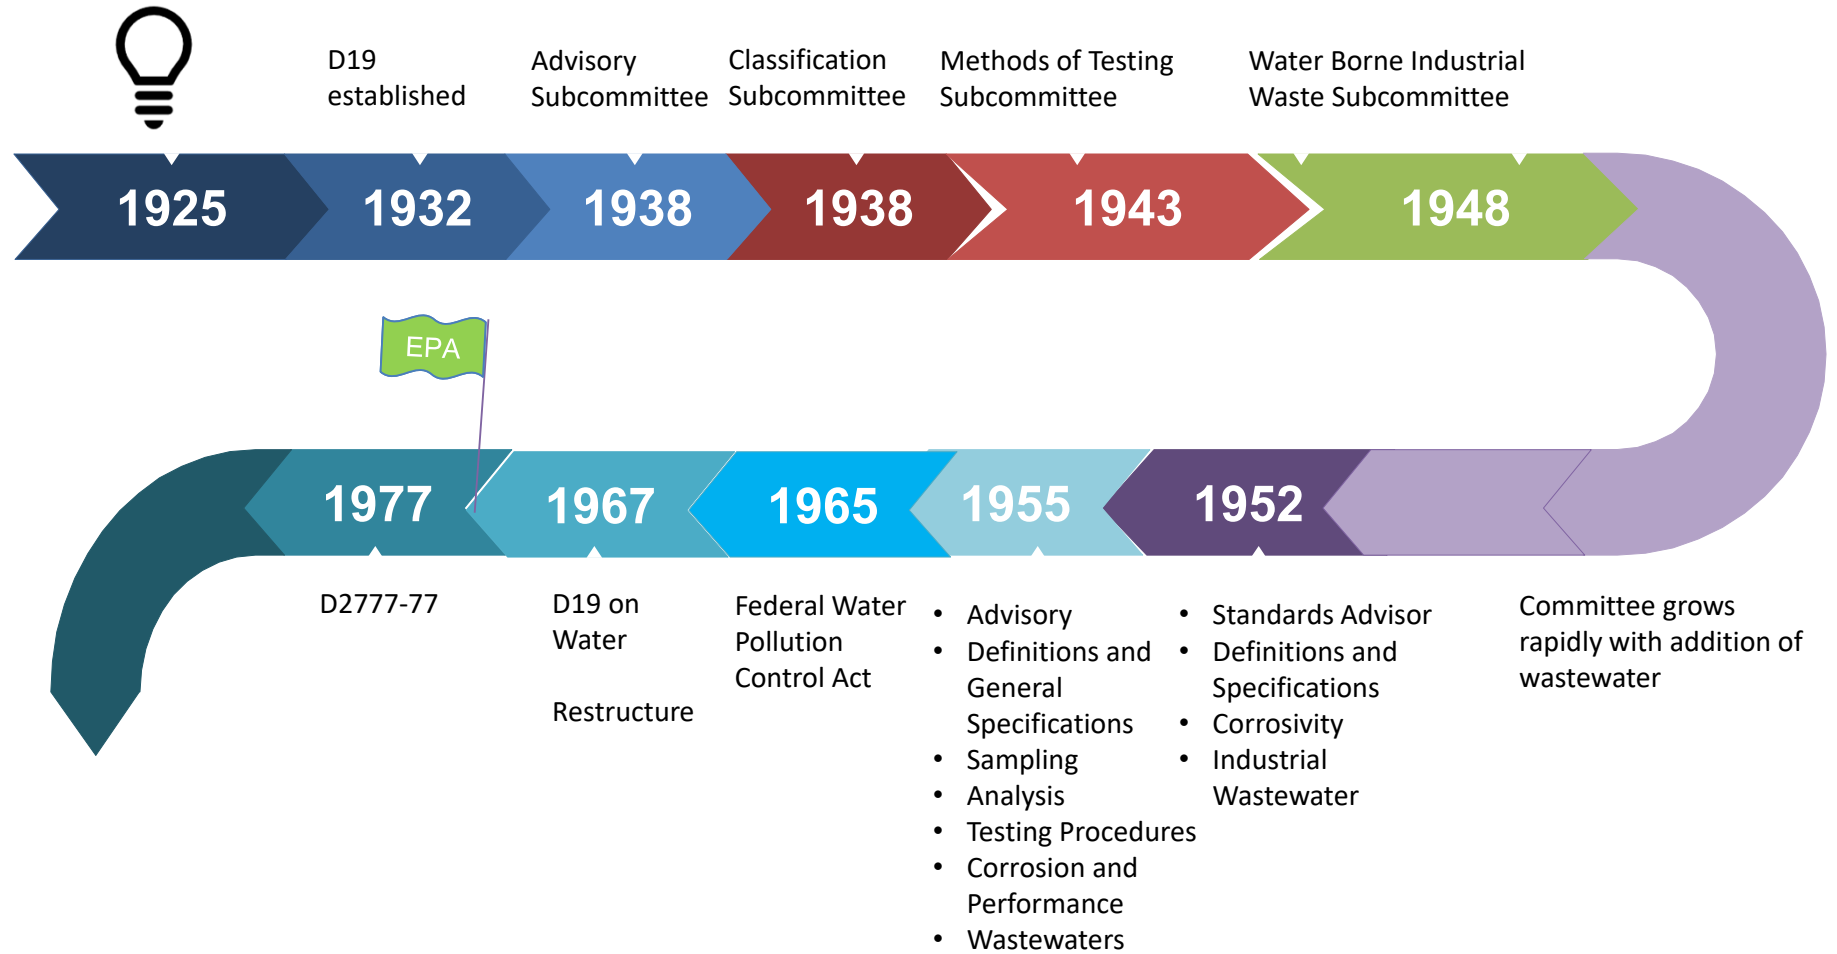 D19
established
Advisory
Subcommittee
Classification
Subcommittee
Methods of Testing
Subcommittee
Water Borne Industrial
Waste Subcommittee
1925
1932
1938
1938
1943
1948
EPA
1977
1967
1965
1955
1952
D2777-77
D19 on
Water
Restructure
Federal Water
Pollution
Control Act
• Advisory
• Definitions and
General
Specifications
• Sampling
• Analysis
• Testing Procedures
• Corrosion and
Performance
• Wastewaters
• Standards Advisor
• Definitions and
Specifications
• Corrosivity
• Industrial
Wastewater
Committee grows
rapidly with addition of
wastewater